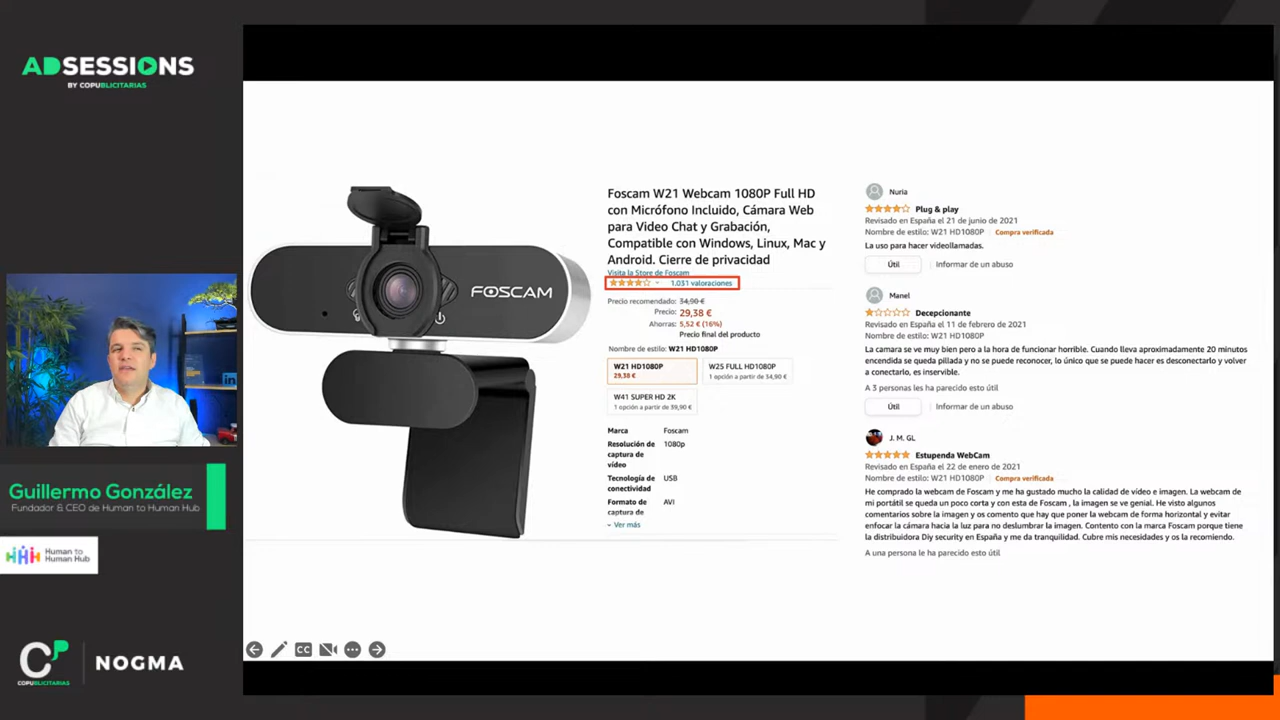 ADSESSIONS
BY COPUBLICITARIAS
Guillermo González
Fundador & CEO de Human to Human Hub
Human to
Human Hub
CP
COPUBLICITARIAS
NOGMA
FOSCAM
Foscam W21 Webcam 1080P Full HD
con Micrófono Incluido, Cámara Web
para Video Chat y Grabación,
Compatible con Windows, Linux, Mac y
Android. Cierre de privacidad
Visita la Store de Foscam
1.031 valoraciones
Precio recomendado: 34,90 €
Precio: 29,38 €
Ahorras: 5,52 € (16%)
Precio final del producto
Nombre de estilo: W21 HD1080P
W21 HD1080P
29,38 €
W25 FULL HD1080P
1 opción a partir de 34,90 €
W41 SUPER HD 2K
1 opción a partir de 39,90 €
Marca Foscam
Resolución de 1080p
captura de
vídeo
Tecnología de USB
conectividad
Formato de AVI
captura de
Ver más
Nuria
Plug & play
Revisado en España el 21 de junio de 2021
Nombre de estilo: W21 HD1080P Compra verificada
La uso para hacer videollamadas.
Útil Informar de un abuso
Manel
Decepcionante
Revisado en España el 11 de febrero de 2021
Nombre de estilo: W21 HD1080P
La camara se ve muy bien pero a la hora de funcionar horrible. Cuando lleva aproximadamente 20 minutos
encendida se queda pillada y no se puede reconocer, lo único que se puede hacer es desconectarlo y volver
a conectarlo, es inservible.
A 3 personas les ha parecido esto útil
Útil Informar de un abuso
J. M. GL
Estupenda WebCam
Revisado en España el 22 de enero de 2021
Nombre de estilo: W21 HD1080P Compra verificada
He comprado la webcam de Foscam y me ha gustado mucho la calidad de vídeo e imagen. La webcam de
mi portátil se queda un poco corta y con esta de Foscam , la imagen se ve genial. He visto algunos
comentarios sobre la imagen y os comento que hay que poner la webcam de forma horizontal y evitar
enfocar la cámara hacia la luz para no deslumbrar la imagen. Contento con la marca Foscam porque tiene
la distribuidora Diy security en España y me da tranquilidad. Cubre mis necesidades y os la recomiendo.
A una persona le ha parecido esto útil
CC